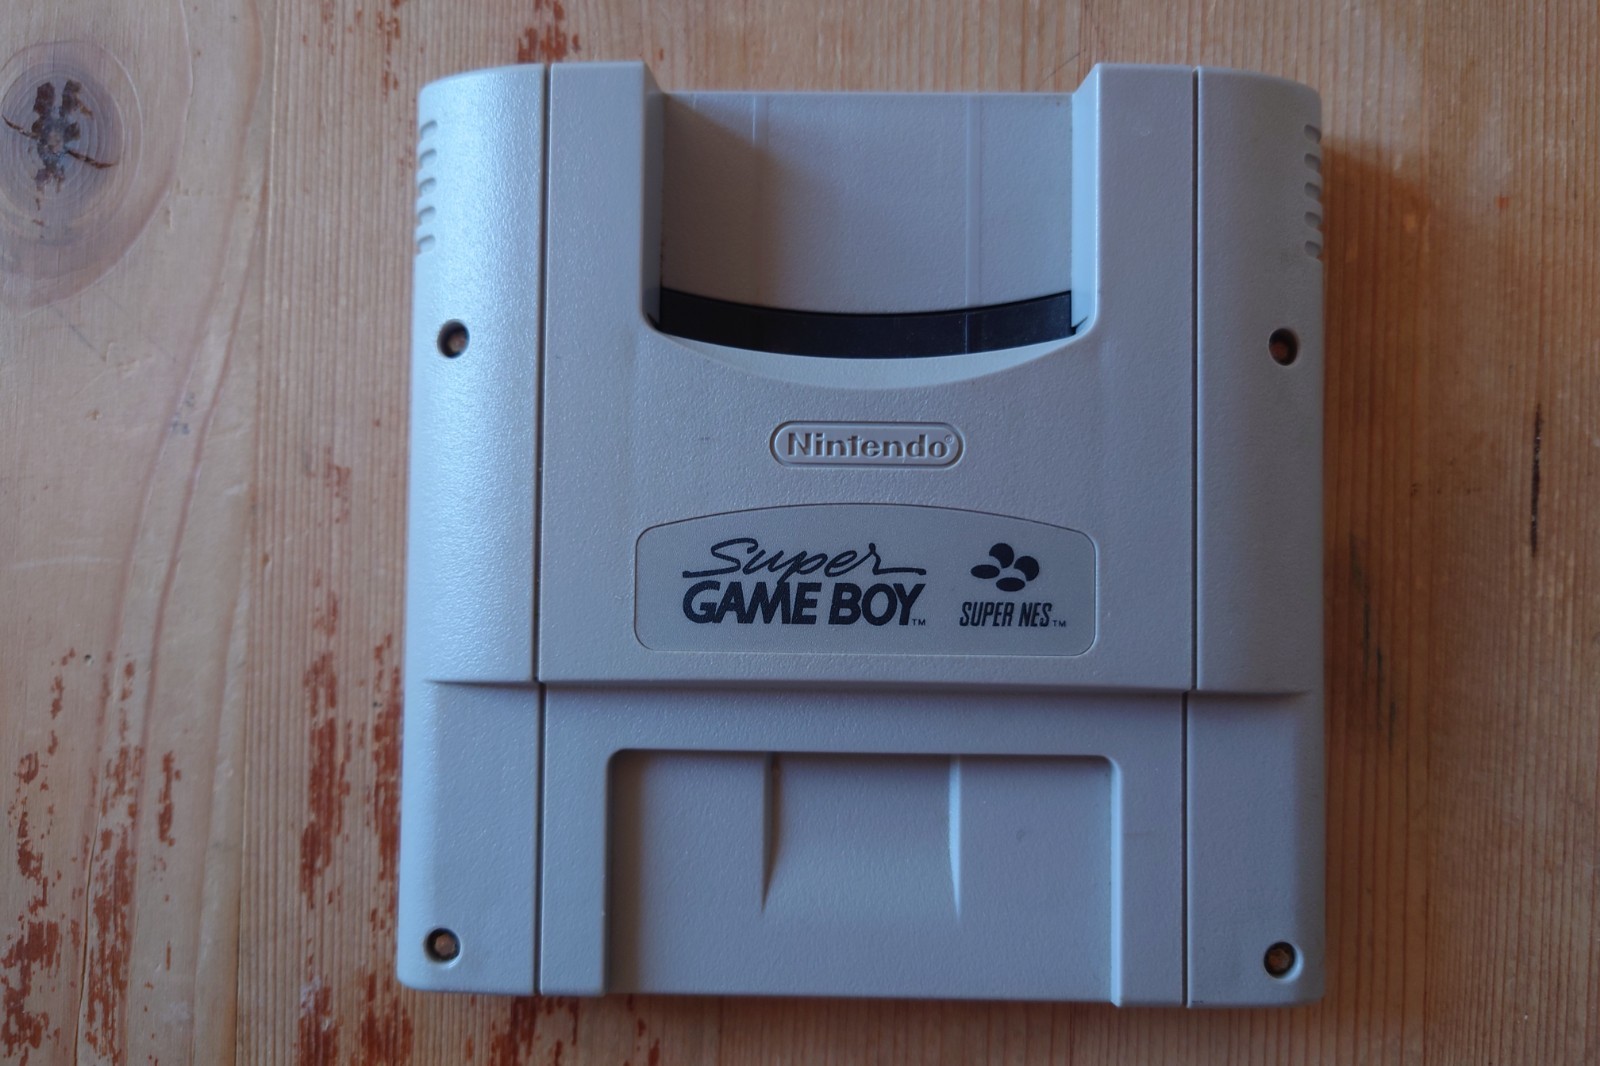 Nintendo®
Super
GAME BOY™
SUPER NES™